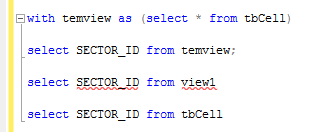 with temview as (select * from tbCell)
select SECTOR_ID from temview;
select SECTOR_ID from view1
select SECTOR_ID from tbCell